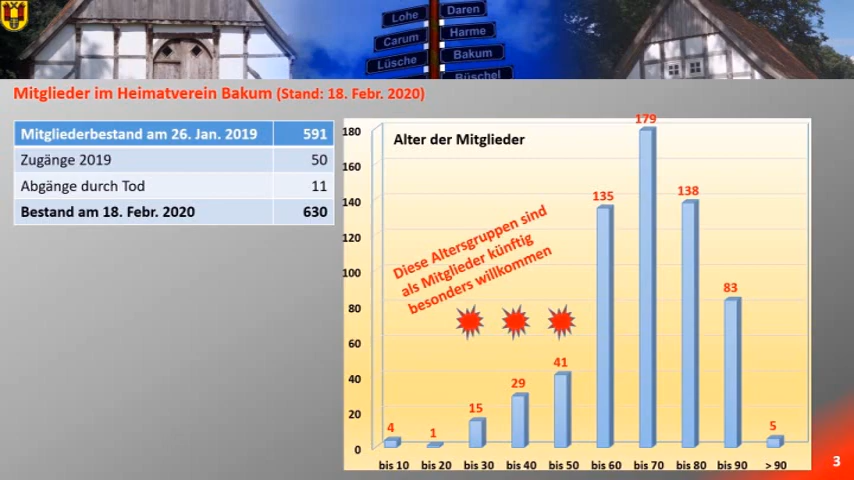 Lohe
Daren
Carum
Harme
Lüsche
Bakum
Büschel
Mitglieder im Heimatverein Bakum (Stand: 18. Febr. 2020)
Mitgliederbestand am 26. Jan. 2019 591
Zugänge 2019 50
Abgänge durch Tod 11
Bestand am 18. Febr. 2020 630
Alter der Mitglieder
180
160
140
120
100
80
60
40
20
0
Diese Altersgruppen sind
als Mitglieder künftig
besonders willkommen
4
1
15
29
41
135
179
138
83
5
bis 10 bis 20 bis 30 bis 40 bis 50 bis 60 bis 70 bis 80 bis 90 > 90
3